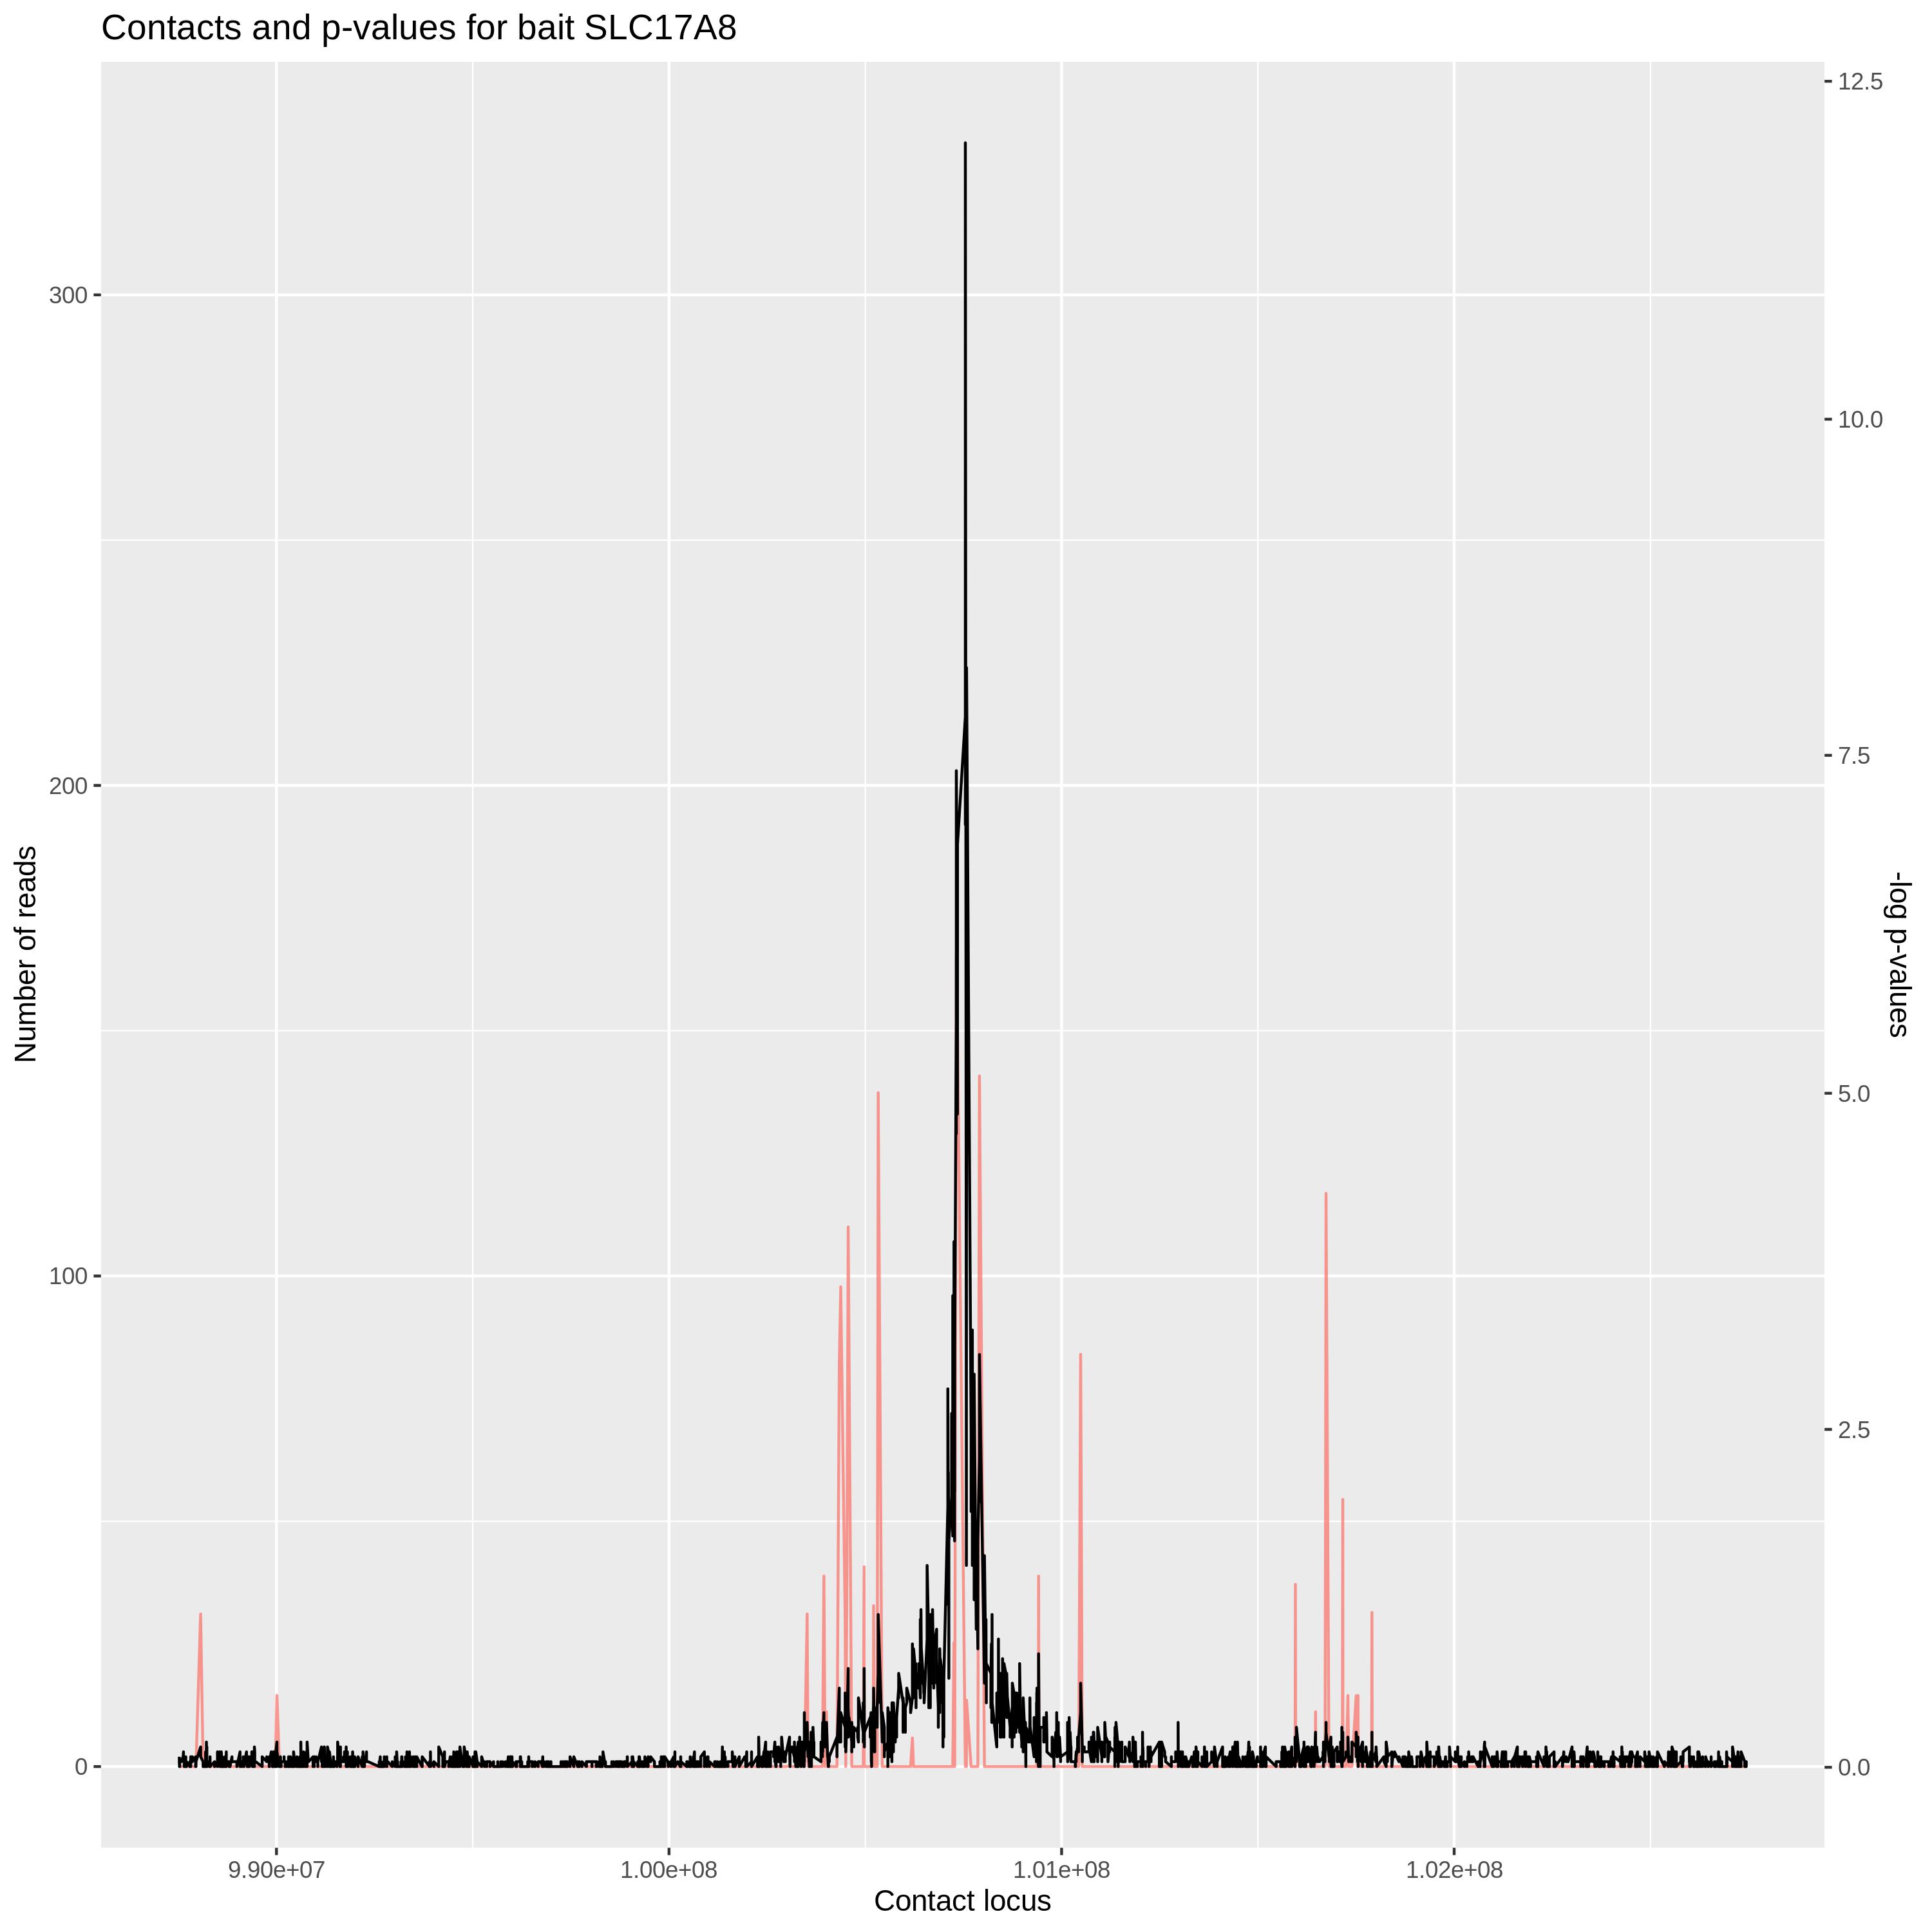 Contacts and p-values for bait SLC17A8
Number of reads
300
200
100
0
12.5
10.0
7.5
5.0
2.5
0.0
-log p-values
9.90e+07
1.00e+08
1.01e+08
1.02e+08
Contact locus